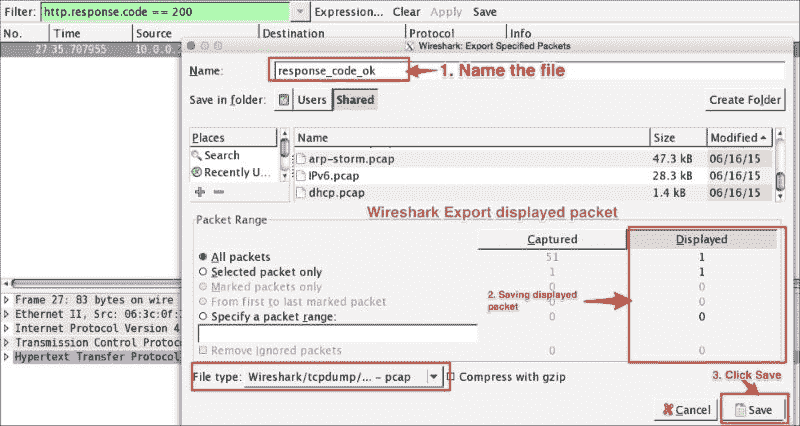 Filter: http.response.code == 200 Expression... Clear Apply Save
No. Time Source Destination Protocol Info
27 35.707955 10.0.0.
Wireshark: Export Specified Packets
Name: response_code_ok 1. Name the file
Save in folder: Users Shared Create Folder
Places Name Size Modified
Search arp-storm.pcap 47.3 kB 06/16/15
Recently U... IPv6.pcap 28.3 kB 06/16/15
dhcp.pcap 1.4 kB 06/16/15
Wireshark Export displayed packet
Packet Range
Captured Displayed
All packets 51 1
Selected packet only 1 1
Marked packets only 0 0
From first to last marked packet 0 0
Specify a packet range: 0 0
2. Saving displayed
packet
Remove Ignored packets 0 0
Frame 27: 83 bytes on wire
Ethernet II, Src: 06:3c:0f:
Internet Protocol Version 4
Transmission Control Protoc
Hypertext Transfer Protocol
File type: Wireshark/tcpdump/... - pcap Compress with gzip
3. Click Save
Cancel Save